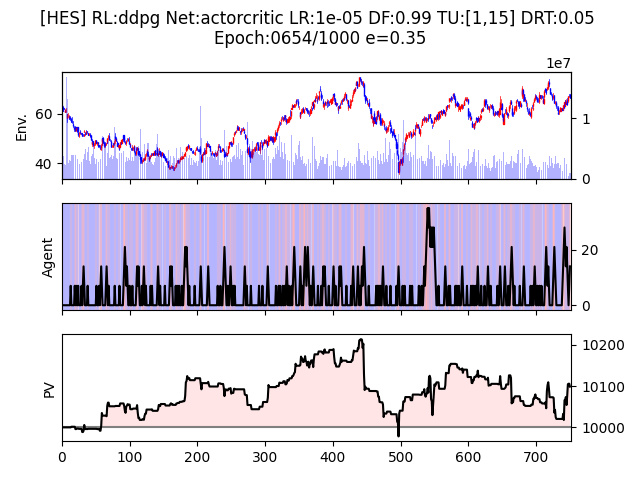 [HES] RL:ddpg Net:actorcritic LR:1e-05 DF:0.99 TU:[1,15] DRT:0.05
Epoch:0654/1000 e=0.35
1e7
Env.
60
40
1
0
Agent
20
0
PV
10200
10100
10000
0 100 200 300 400 500 600 700